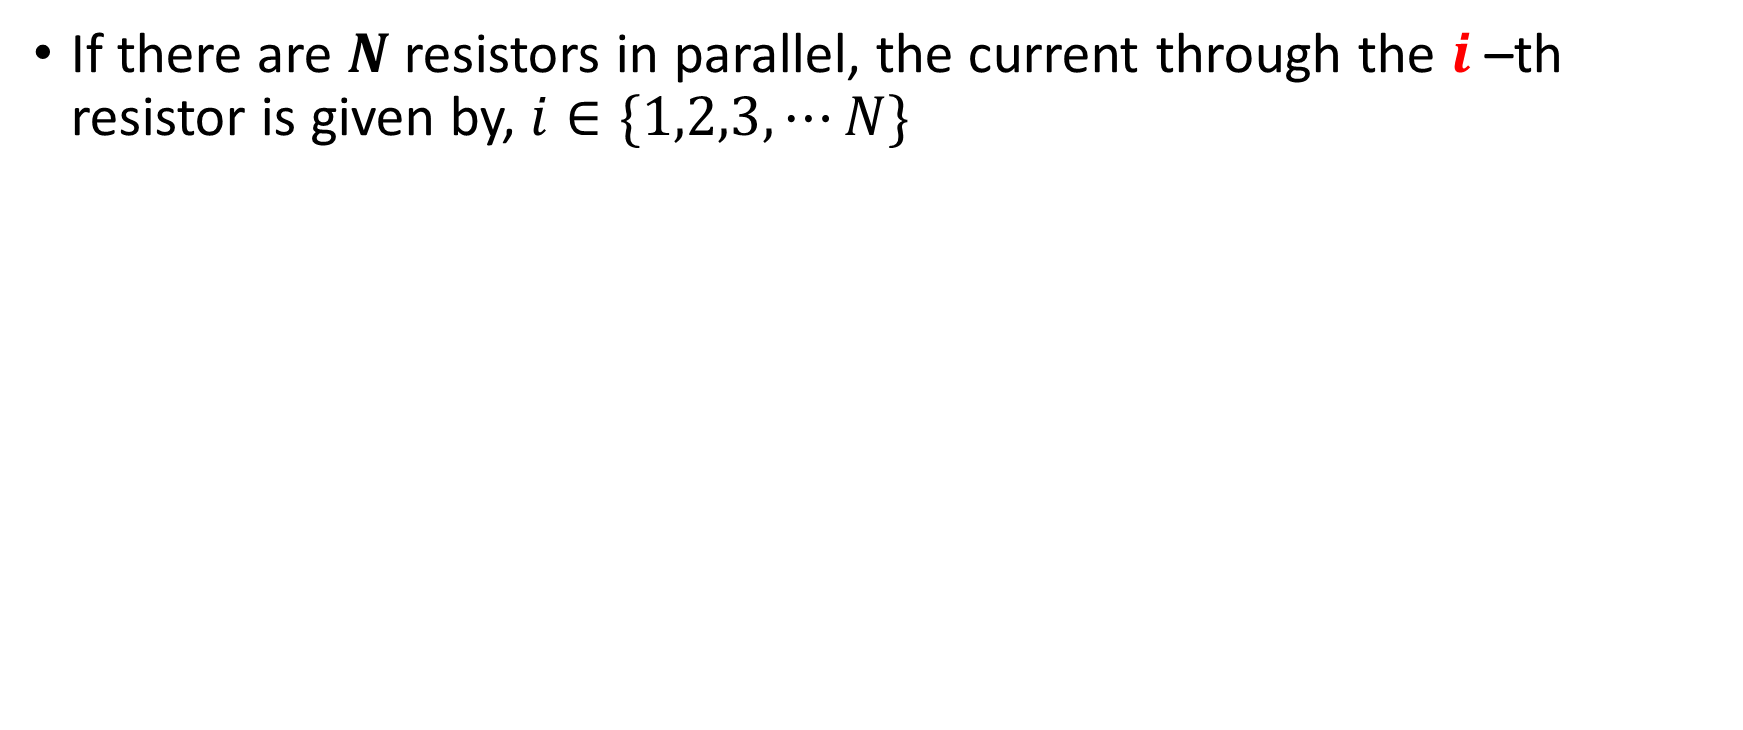 • If there are N resistors in parallel, the current through the i –th
resistor is given by, i ∈ {1,2,3, ⋯ N}